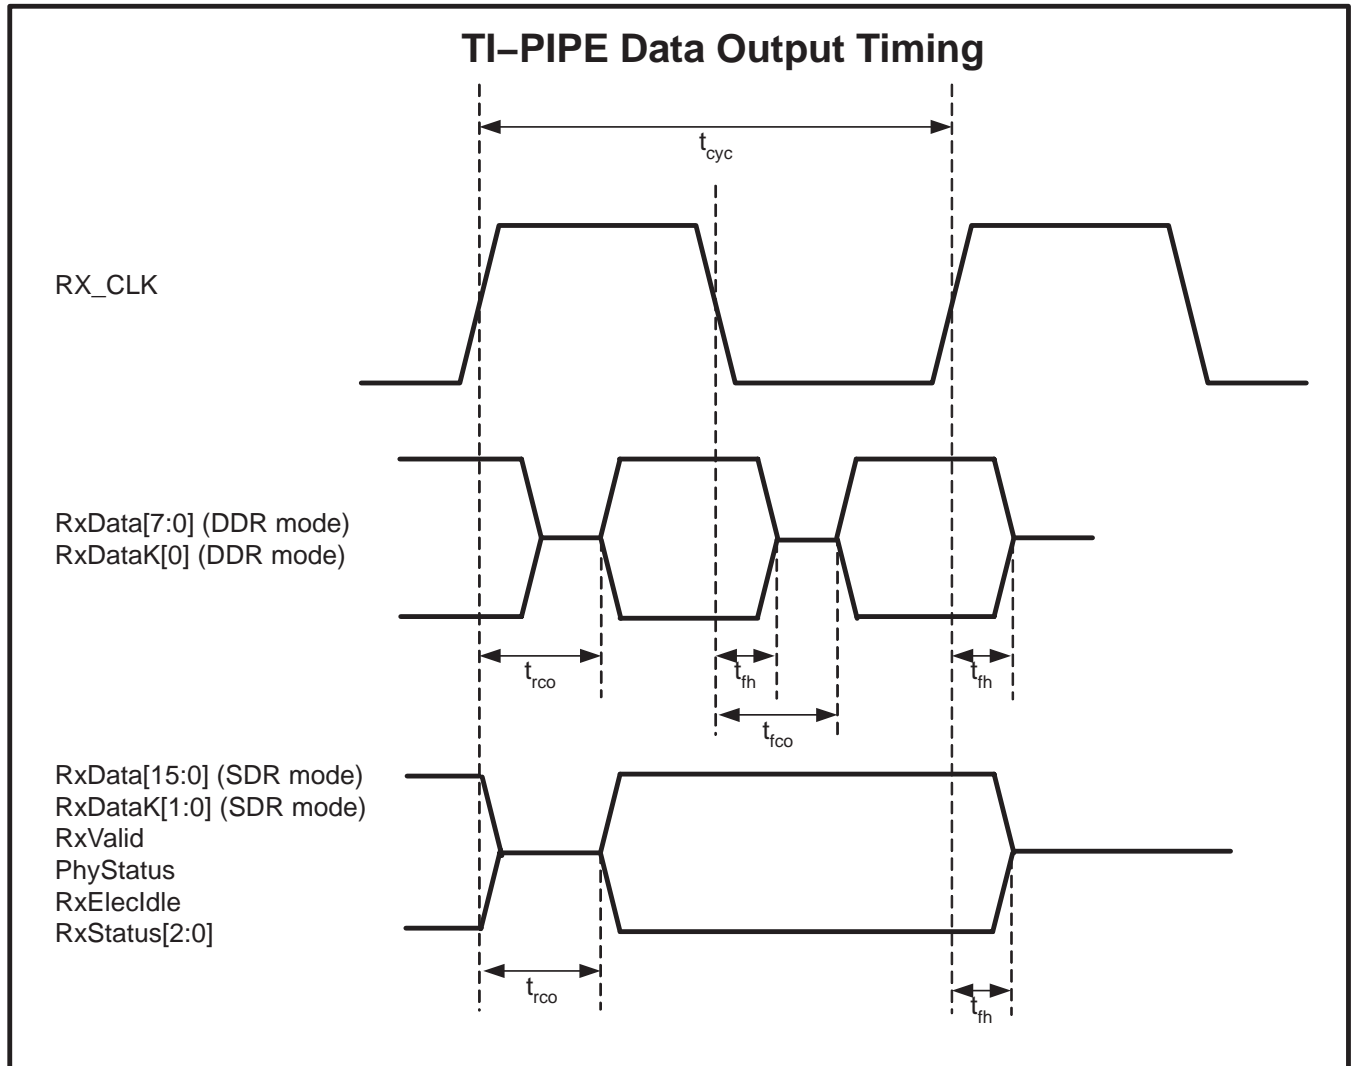 TI–PIPE Data Output Timing
tcyc
RX_CLK
RxData[7:0] (DDR mode)
RxDataK[0] (DDR mode)
trco
tfh
tfh
tfco
RxData[15:0] (SDR mode)
RxDataK[1:0] (SDR mode)
RxValid
PhyStatus
RxElecIdle
RxStatus[2:0]
trco
tfh